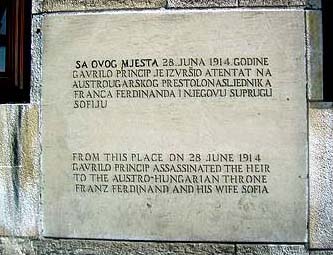 SA OVOG MJESTA 28. JUNA 1914. GODINE
GAVRILO PRINCIP JE IZVRŠIO ATENTAT NA
AUSTROUGARSKOG PRESTOLONASLJEDNIKA
FRANCA FERDINANDA I NJEGOVU SUPRUGU
SOFIJU
FROM THIS PLACE ON 28 JUNE 1914
GAVRILO PRINCIP ASSASSINATED THE HEIR
TO THE AUSTRO-HUNGARIAN THRONE
FRANZ FERDINAND AND HIS WIFE SOFIA